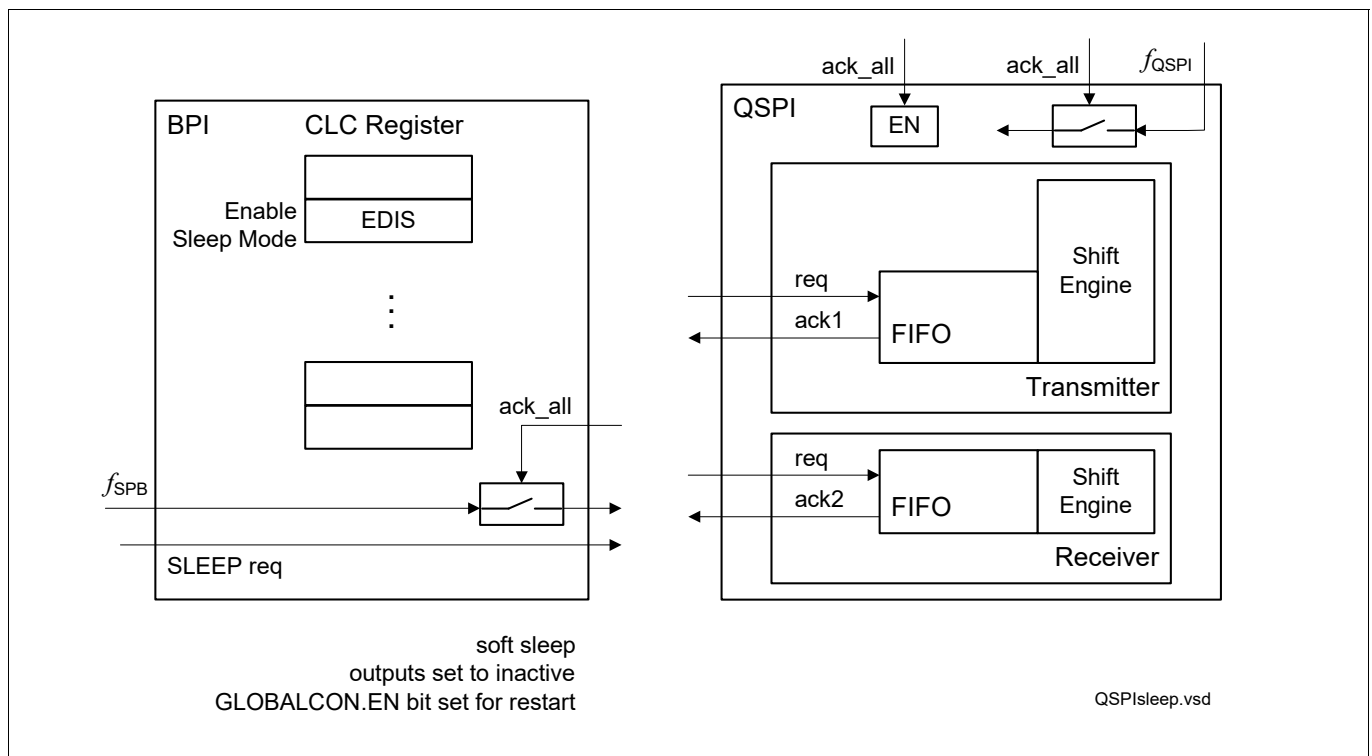 BPI
CLC Register
Enable
Sleep Mode
EDIS
⋮
ack_all
fSPB
SLEEP req
soft sleep
outputs set to inactive
GLOBALCON.EN bit set for restart
ack_all
ack_all
fQSPI
QSPI
EN
req
ack1
FIFO
Shift
Engine
Transmitter
req
ack2
FIFO
Shift
Engine
Receiver
QSPIsleep.vsd